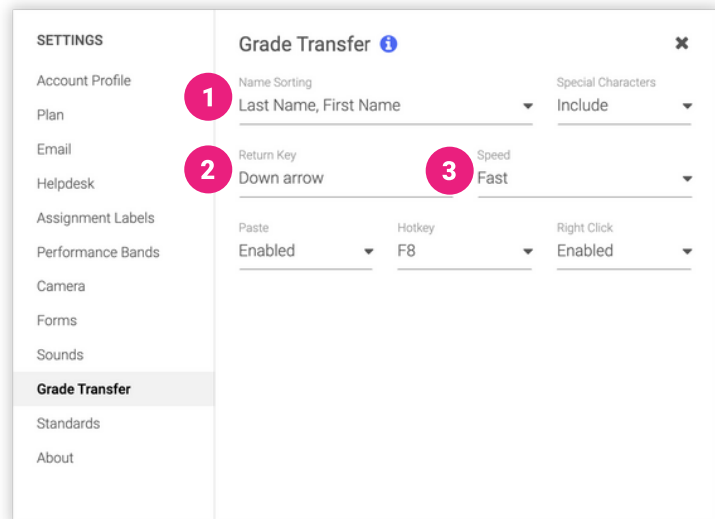 SETTINGS
Account Profile
Plan
Email
Helpdesk
Assignment Labels
Performance Bands
Camera
Forms
Sounds
Grade Transfer
Standards
About
Grade Transfer i
1
Name Sorting
Last Name, First Name
Special Characters
Include
2
Return Key
Down arrow
3
Speed
Fast
Paste
Enabled
Hotkey
F8
Right Click
Enabled